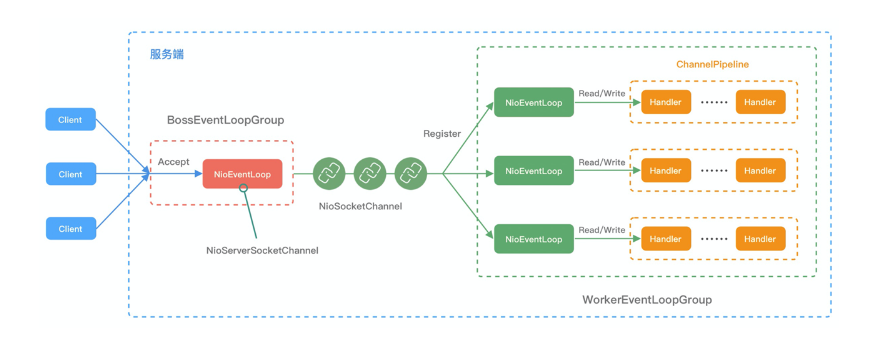 服务端
ChannelPipeline
NioEventLoop
Read/Write
Handler
······
Handler
Client
BossEventLoopGroup
Register
Accept
Client
NioEventLoop
NioSocketChannel
NioEventLoop
Read/Write
Handler
······
Handler
Client
NioServerSocketChannel
NioEventLoop
Read/Write
Handler
······
Handler
WorkerEventLoopGroup